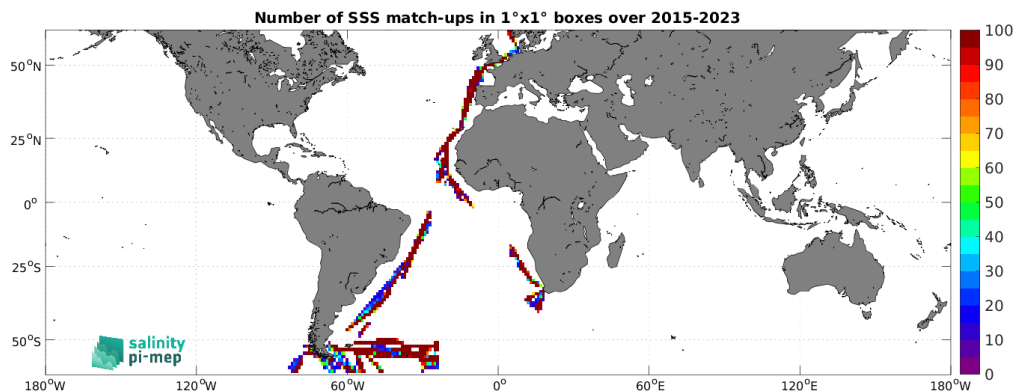 Number of SSS match-ups in 1°x1° boxes over 2015-2023
100
90
80
70
60
50
40
30
20
10
0
50°N
25°N
0°
25°S
50°S
salinity
pi-mep
180°W
120°W
60°W
0°
60°E
120°E
180°W